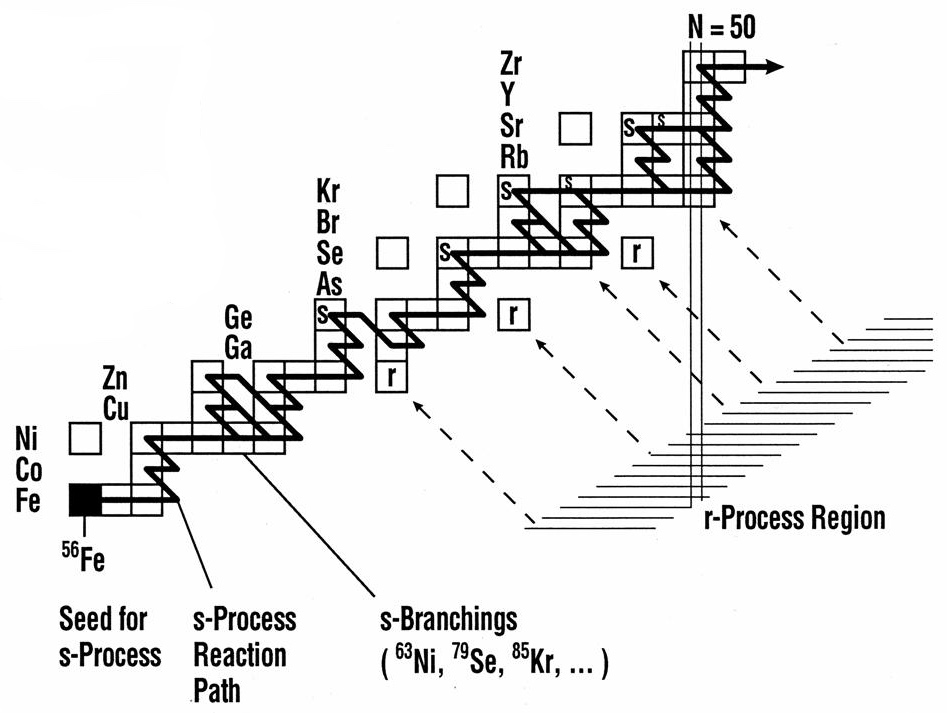 N = 50
Zr
Y
Sr
Rb
S
s
Kr
Br
Se
As
S
s
S
r
Ge
Ga
S
r
Zn
Cu
r
Ni
Co
Fe
r-Process Region
⁵⁶Fe
Seed for
s-Process
s-Process
Reaction
Path
s-Branchings
( ⁶³Ni, ⁷⁹Se, ⁸⁵Kr, ... )